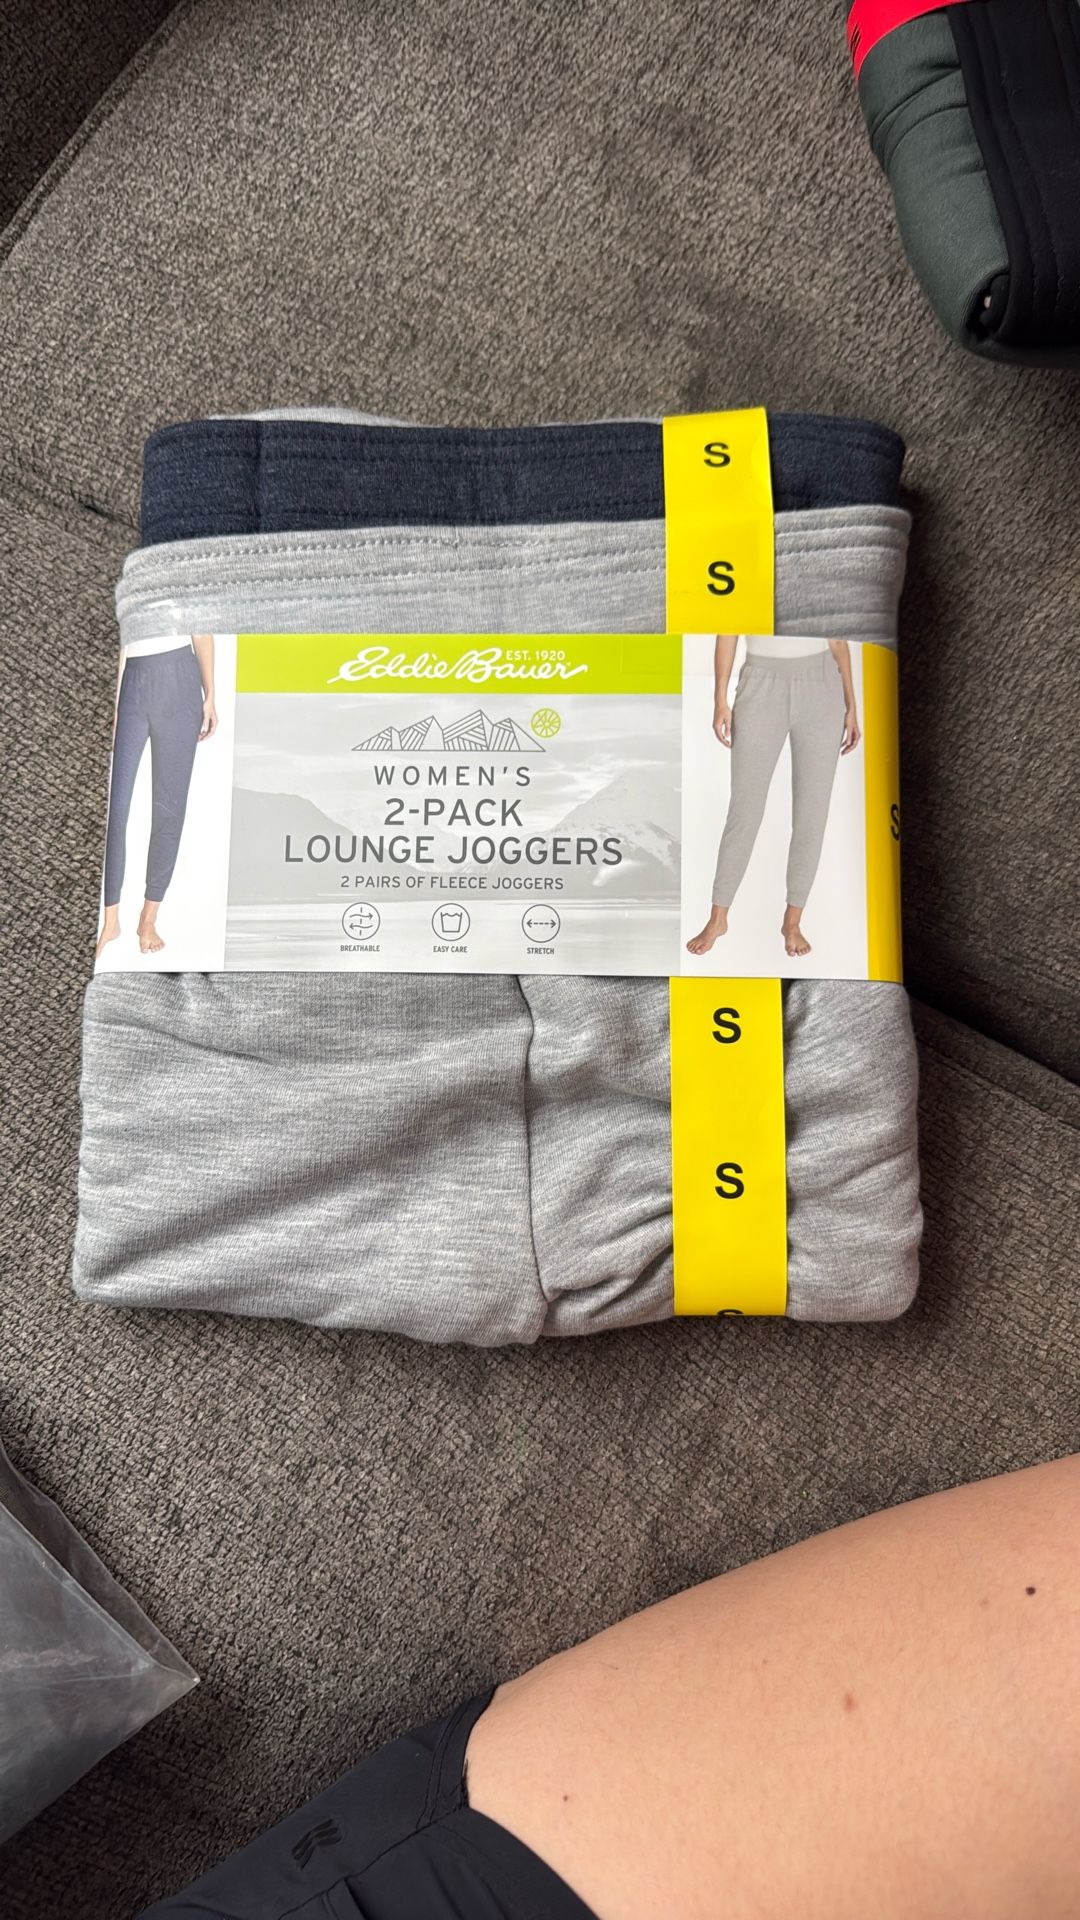 S
S
Eddie Bauer
EST. 1920
WOMEN'S
2-PACK
LOUNGE JOGGERS
2 PAIRS OF FLEECE JOGGERS
BREATHABLE
EASY CARE
STRETCH
S
S
S
S